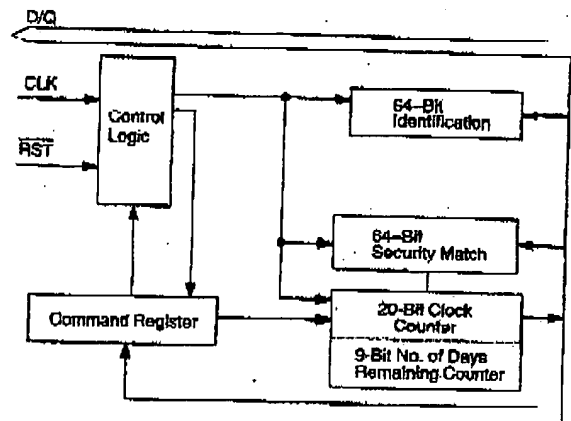 D/Q
CLK
Control
Logic
RST
64-Bit
Identification
64-Bit
Security Match
Command Register
20-Bit Clock
Counter
9-Bit No. of Days
Remaining Counter